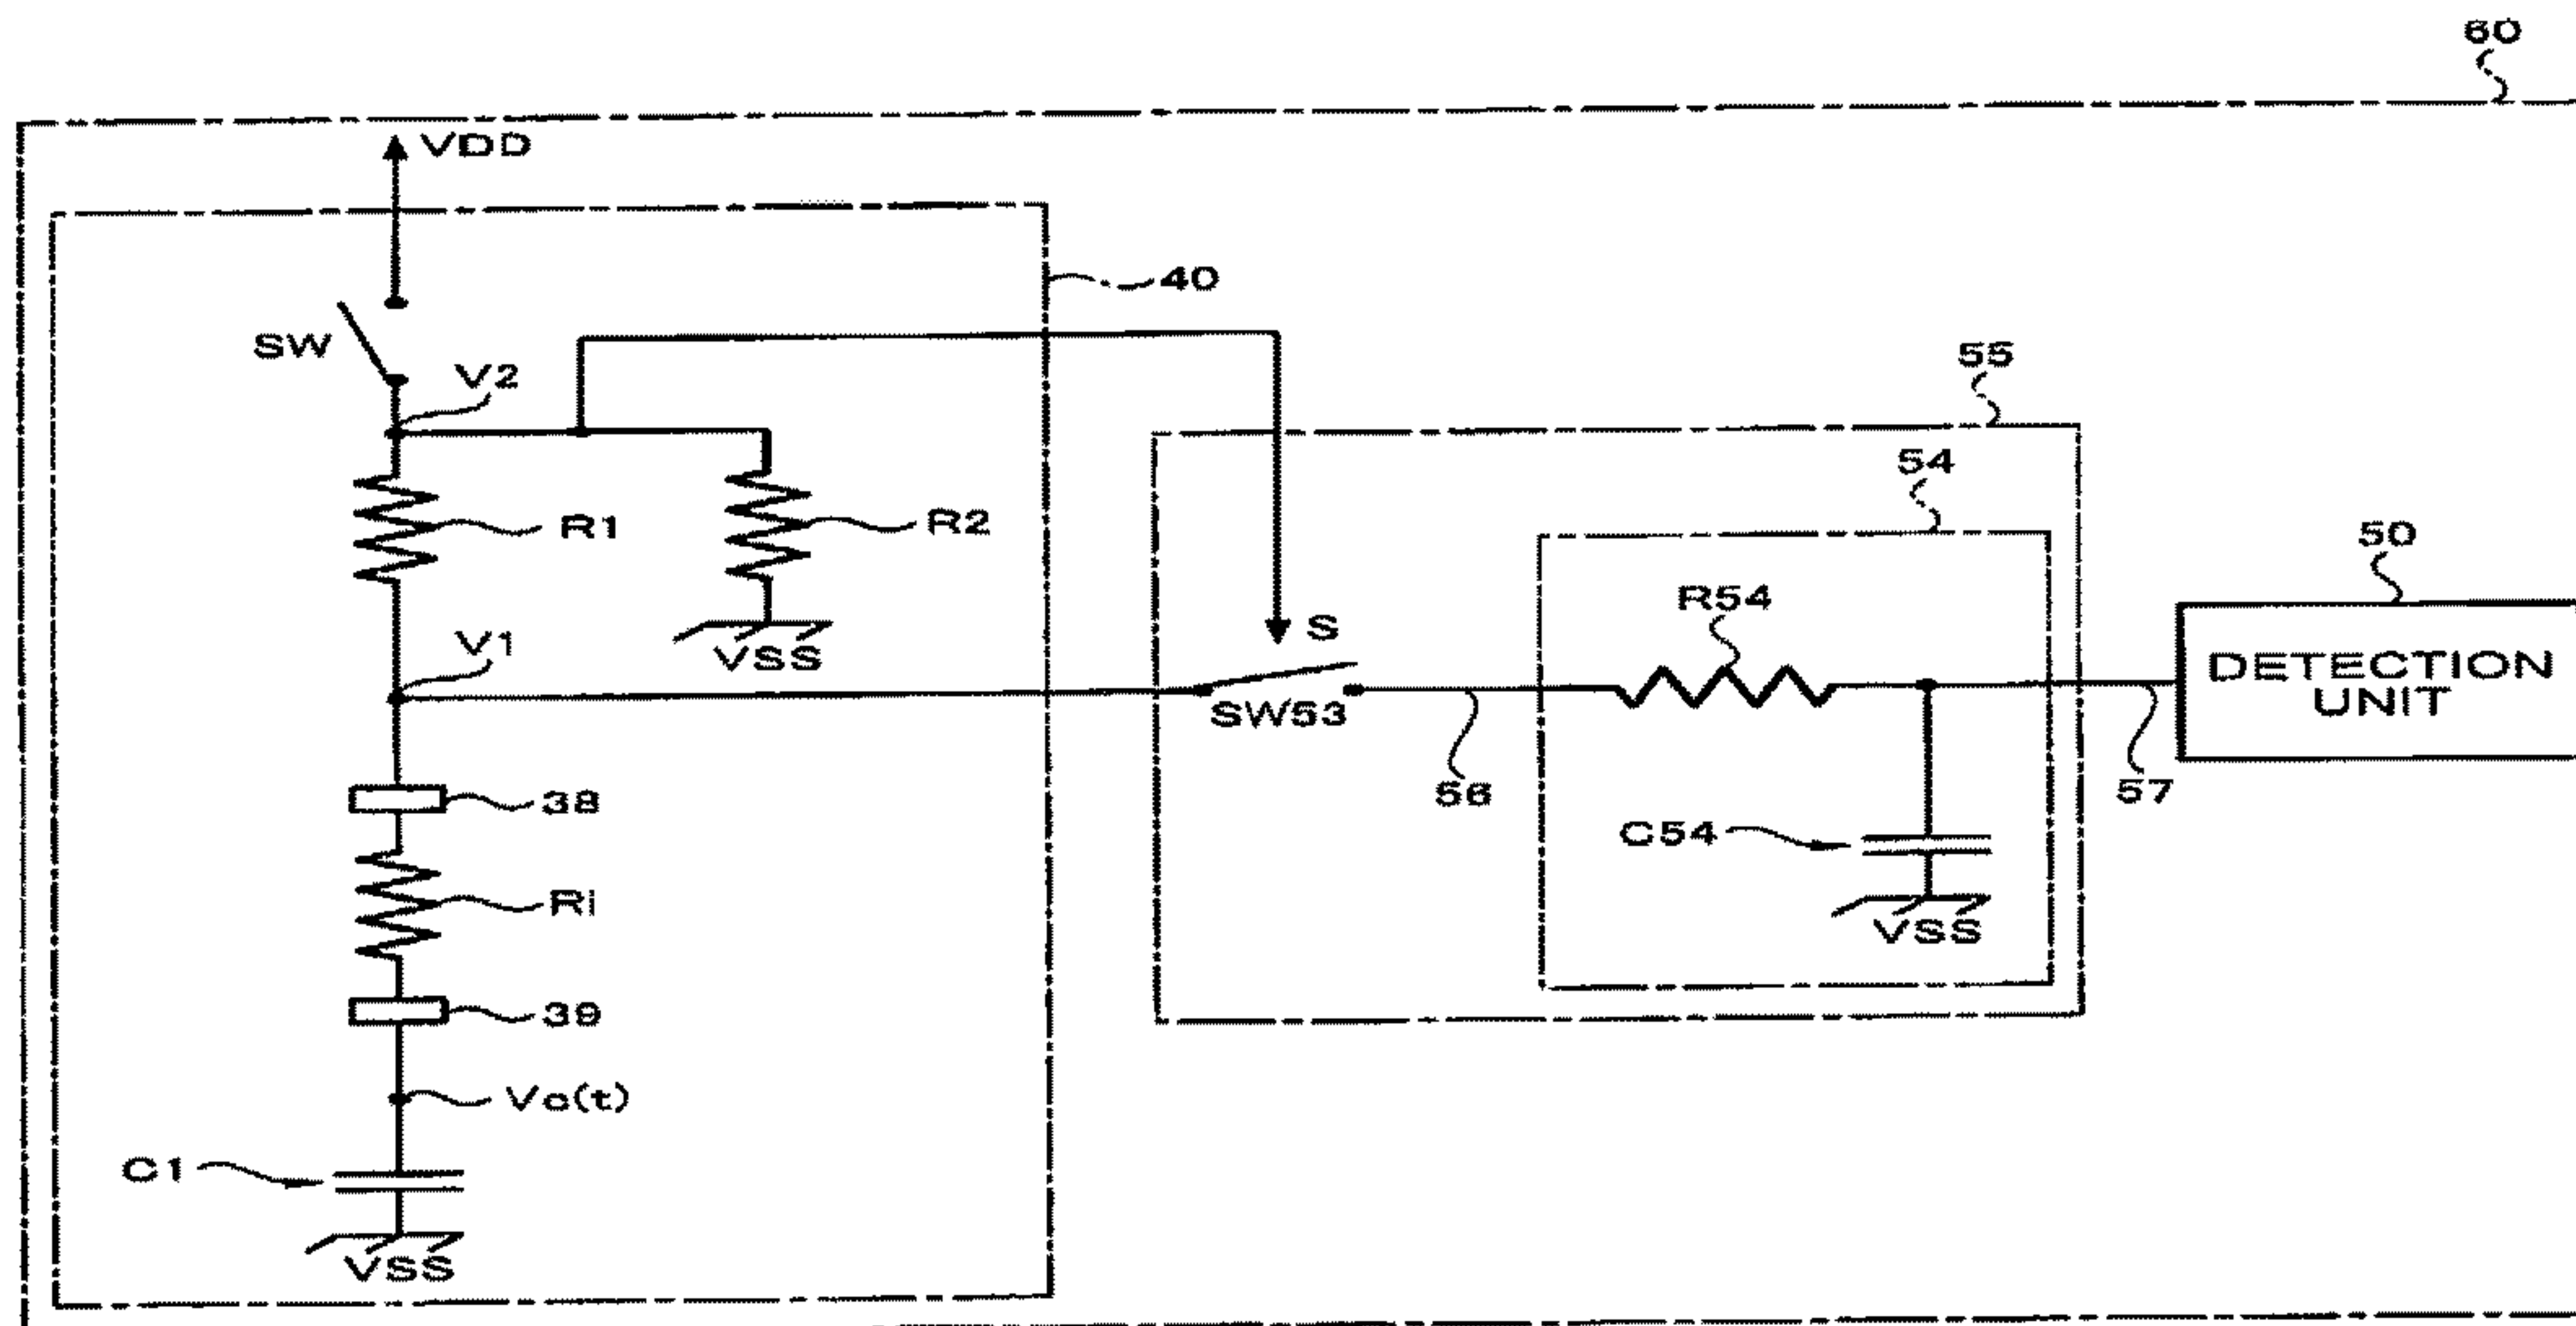 60
VDD
40
SW
V2
55
54
R1
R2
50
R54
S
V1
VSS
DETECTION
UNIT
SW53
56
57
38
C54
Ri
VSS
39
Vc(t)
C1
VSS